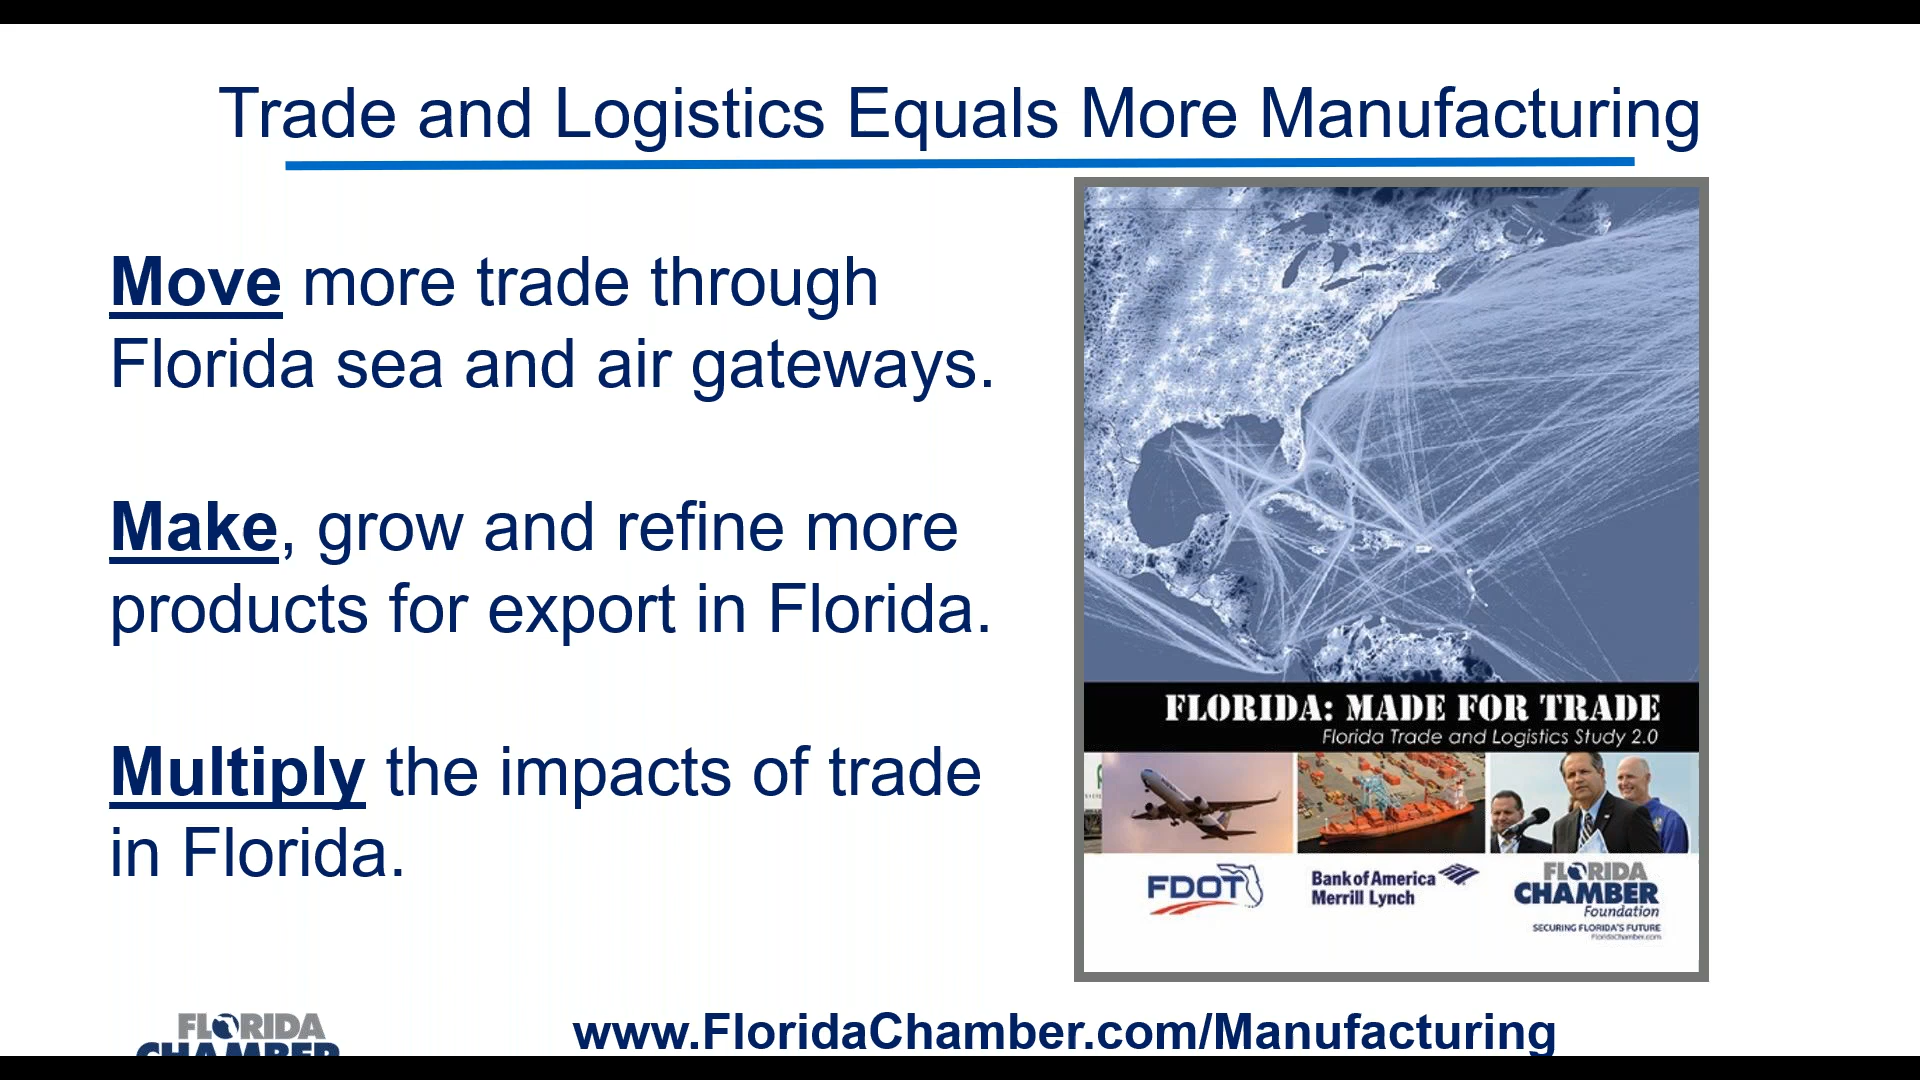 Trade and Logistics Equals More Manufacturing
Move more trade through
Florida sea and air gateways.
Make, grow and refine more
products for export in Florida.
Multiply the impacts of trade
in Florida.
FLORIDA: MADE FOR TRADE
Florida Trade and Logistics Study 2.0
FDOT
Bank of America
Merrill Lynch
FLORIDA
CHAMBER
Foundation
SECURING FLORIDA'S FUTURE
FloridaChamber.com
FLORIDA
CHAMBER
www.FloridaChamber.com/Manufacturing